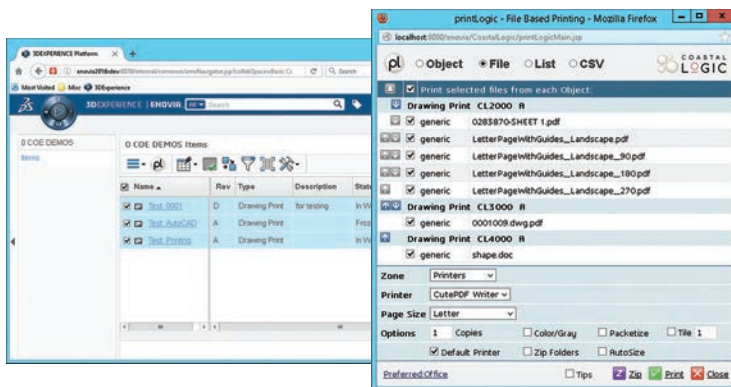 3DEXPERIENCE Platform
Search
Most Visited Misc 3DExperience
3DEXPERIENCE | ENOVIA All Search
0 COE DEMOS
Items
0 COE DEMOS Items
Name Rev Type Description
Test_0001 D Drawing Print for testing
Test_AutoCAD A Drawing Print
Test_Printing A Drawing Print
printLogic - File Based Printing - Mozilla Firefox
localhost:8080/enovia/CoastalLogic/printLogicMain.jsp
pl Object File List CSV COASTAL LOGIC
Print selected files from each Object:
Drawing Print CL2000 A
generic 0283870-SHEET 1.pdf
generic LetterPageWithGuides_Landscape.pdf
generic LetterPageWithGuides_Landscape_90.pdf
generic LetterPageWithGuides_Landscape_180.pdf
generic LetterPageWithGuides_Landscape_270.pdf
Drawing Print CL3000 A
generic 0001009.dwg.pdf
Drawing Print CL4000 A
generic shape.doc
Zone Printers
Printer CutePDF Writer
Page Size Letter
Options 1 Copies Color/Gray Packetize Tile 1
Default Printer Zip Folders AutoSize
Preferred Office Tips Zip Print Close